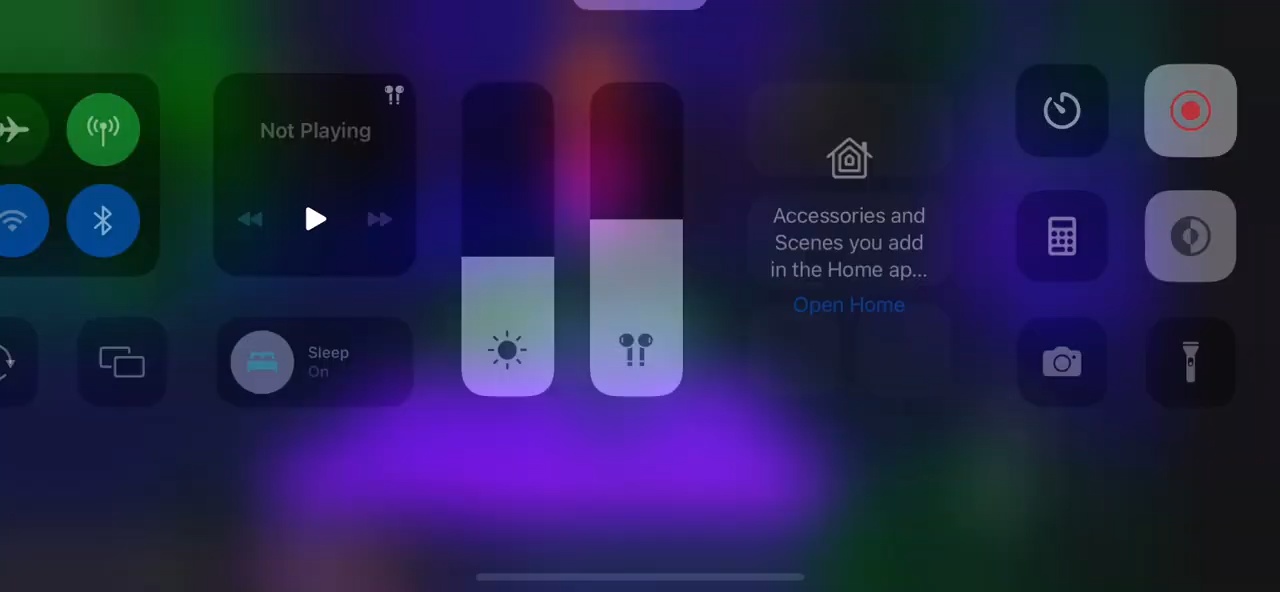 Not Playing
Accessories and
Scenes you add
in the Home ap...
Open Home
Sleep
On